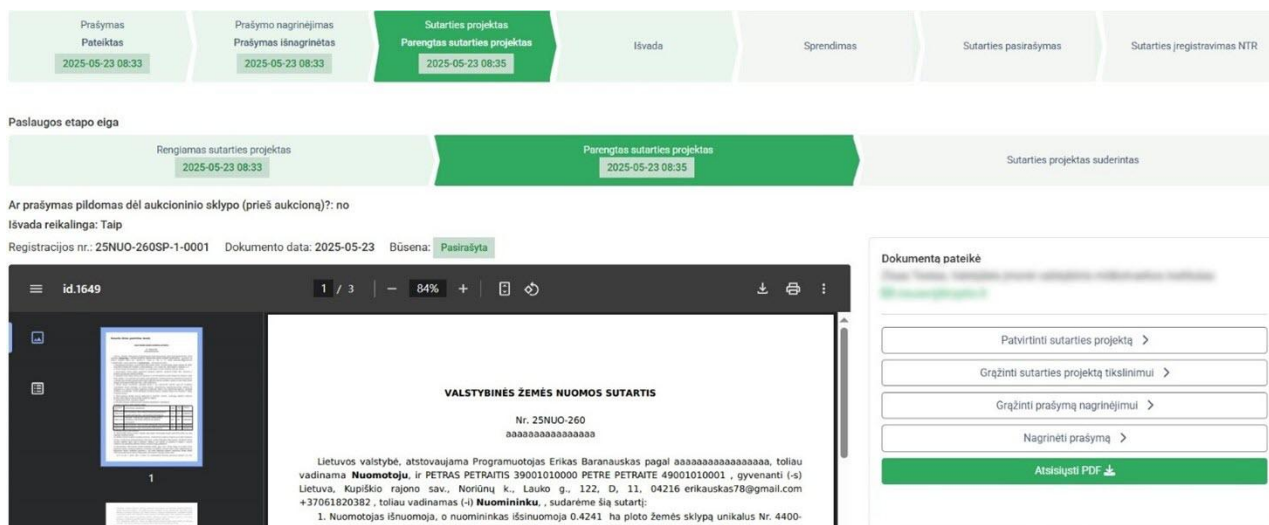 Prašymas
Pateiktas
2025-05-23 08:33
Prašymo nagrinėjimas
Prašymas išnagrinėtas
2025-05-23 08:33
Sutarties projektas
Parengtas sutarties projektas
2025-05-23 08:35
Išvada
Sprendimas
Sutarties pasirašymas
Sutarties įregistravimas NTR
Paslaugos etapo eiga
Rengiamas sutarties projektas
2025-05-23 08:33
Parengtas sutarties projektas
2025-05-23 08:35
Sutarties projektas suderintas
Ar prašymas pildomas dėl aukcioninio sklypo (prieš aukcioną)?: no
Išvada reikalinga: Taip
Registracijos nr.: 25NUO-260SP-1-0001 Dokumento data: 2025-05-23 Būsena: Pasirašyta
id.1649
1 / 3
84%
1
VALSTYBINĖS ŽEMĖS NUOMOS SUTARTIS
Nr. 25NUO-260
aaaaaaaaaaaaaaaa
Lietuvos valstybė, atstovaujama Programuotojas Erikas Baranauskas pagal aaaaaaaaaaaaaaaaa, toliau
vadinama Nuomotoju, ir PETRAS PETRAITIS 39001010000 PETRE PETRAITE 49001010001 , gyvenanti (-s)
Lietuva, Kupiškio rajono sav., Noriūnų k., Lauko g., 122, D, 11, 04216 erikauskas78@gmail.com
+37061820382 , toliau vadinamas (-i) Nuomininku, , sudarėme šią sutartį:
1. Nuomotojas išnuomoja, o nuomininkas išsinuomoja 0.4241 ha ploto žemės sklypą unikalus Nr. 4400-
Dokumentą pateikė
Patvirtinti sutarties projektą
Grąžinti sutarties projektą tikslinimui
Grąžinti prašymą nagrinėjimui
Nagrinėti prašymą
Atsisiųsti PDF